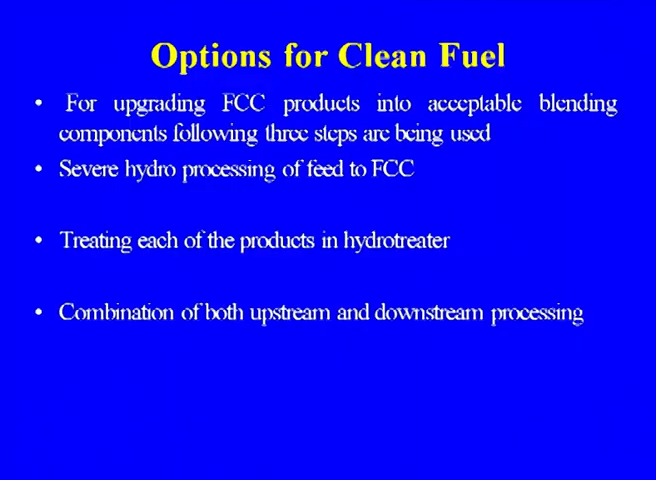 Options for Clean Fuel
• For upgrading FCC products into acceptable blending
components following three steps are being used
• Severe hydro processing of feed to FCC
• Treating each of the products in hydrotreater
• Combination of both upstream and downstream processing